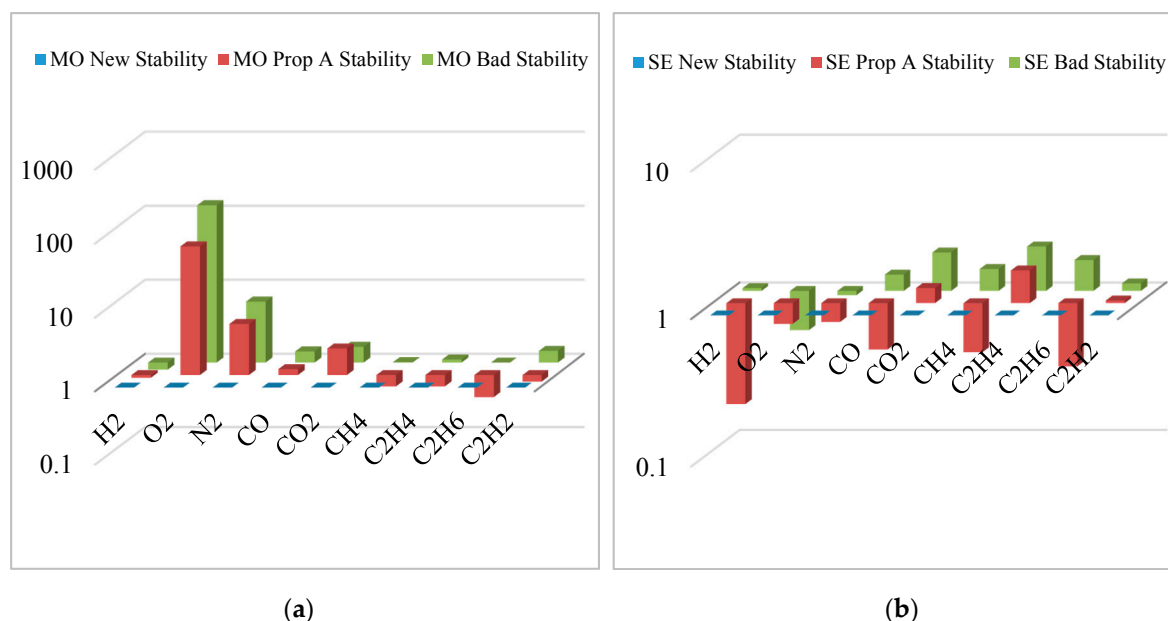 MO New Stability MO Prop A Stability MO Bad Stability
1000
100
10
1
0.1
H2 O2 N2 CO CO2 CH4 C2H4 C2H6 C2H2
(a)
SE New Stability SE Prop A Stability SE Bad Stability
10
1
0.1
H2 O2 N2 CO CO2 CH4 C2H4 C2H6 C2H2
(b)